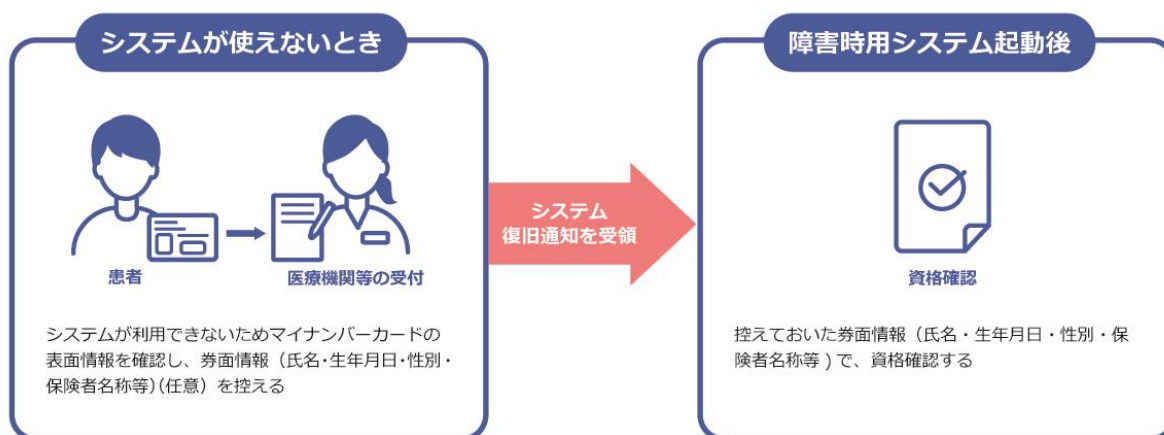 システムが使えないとき
患者
医療機関等の受付
システムが利用できないためマイナンバーカードの
表面情報を確認し、券面情報（氏名・生年月日・性別・
保険者名称等）（任意）を控える
システム
復旧通知を受領
障害時用システム起動後
資格確認
控えておいた券面情報（氏名・生年月日・性別・保
険者名称等 ) で、資格確認する